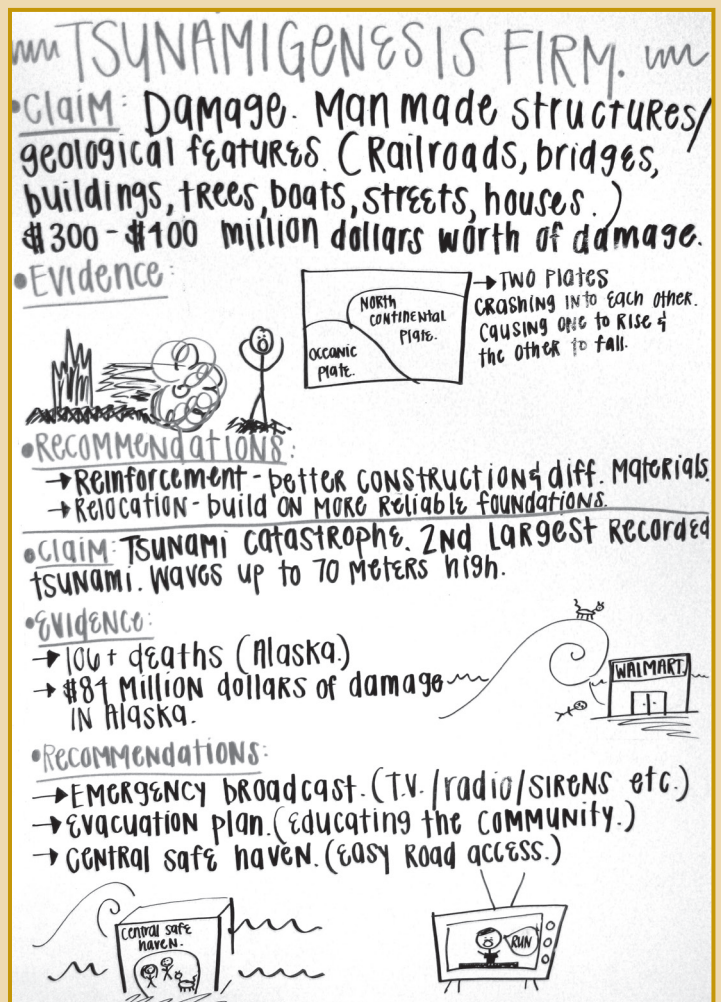 TSUNAMIGENESIS FIRM.
•Claim: Damage. Man made structures/
geological features. (Railroads, bridges,
buildings, trees, boats, streets, houses.)
$300-$400 million dollars worth of damage.
•Evidence:
NORTH
CONTINENTAL
Plate.
OCEANIC
Plate.
→TWO Plates
CRASHING INto EACH OTHER.
CAUSING ONE to RISE &
the OtHER to fall.
•RECOMMENDATIONS:
→Reinforcement-better CONSTRUCTION & diff. Materials.
→Relocation-build ON MORE Reliable foundations.
•Claim: Tsunami catastrophe. 2nd Largest Recorded
tsunami. Waves up to 70 Meters high.
•Evidence:
→106+ deaths (Alaska.)
→$84 Million dollars of damage
IN Alaska.
WALMART.
•Recommendations:
→Emergency broadcast. (T.V./radio/SIRENS etc.)
→Evacuation plan. (Educating the community.)
→Central safe haven. (Easy Road access.)
Central safe
haven.
RUN